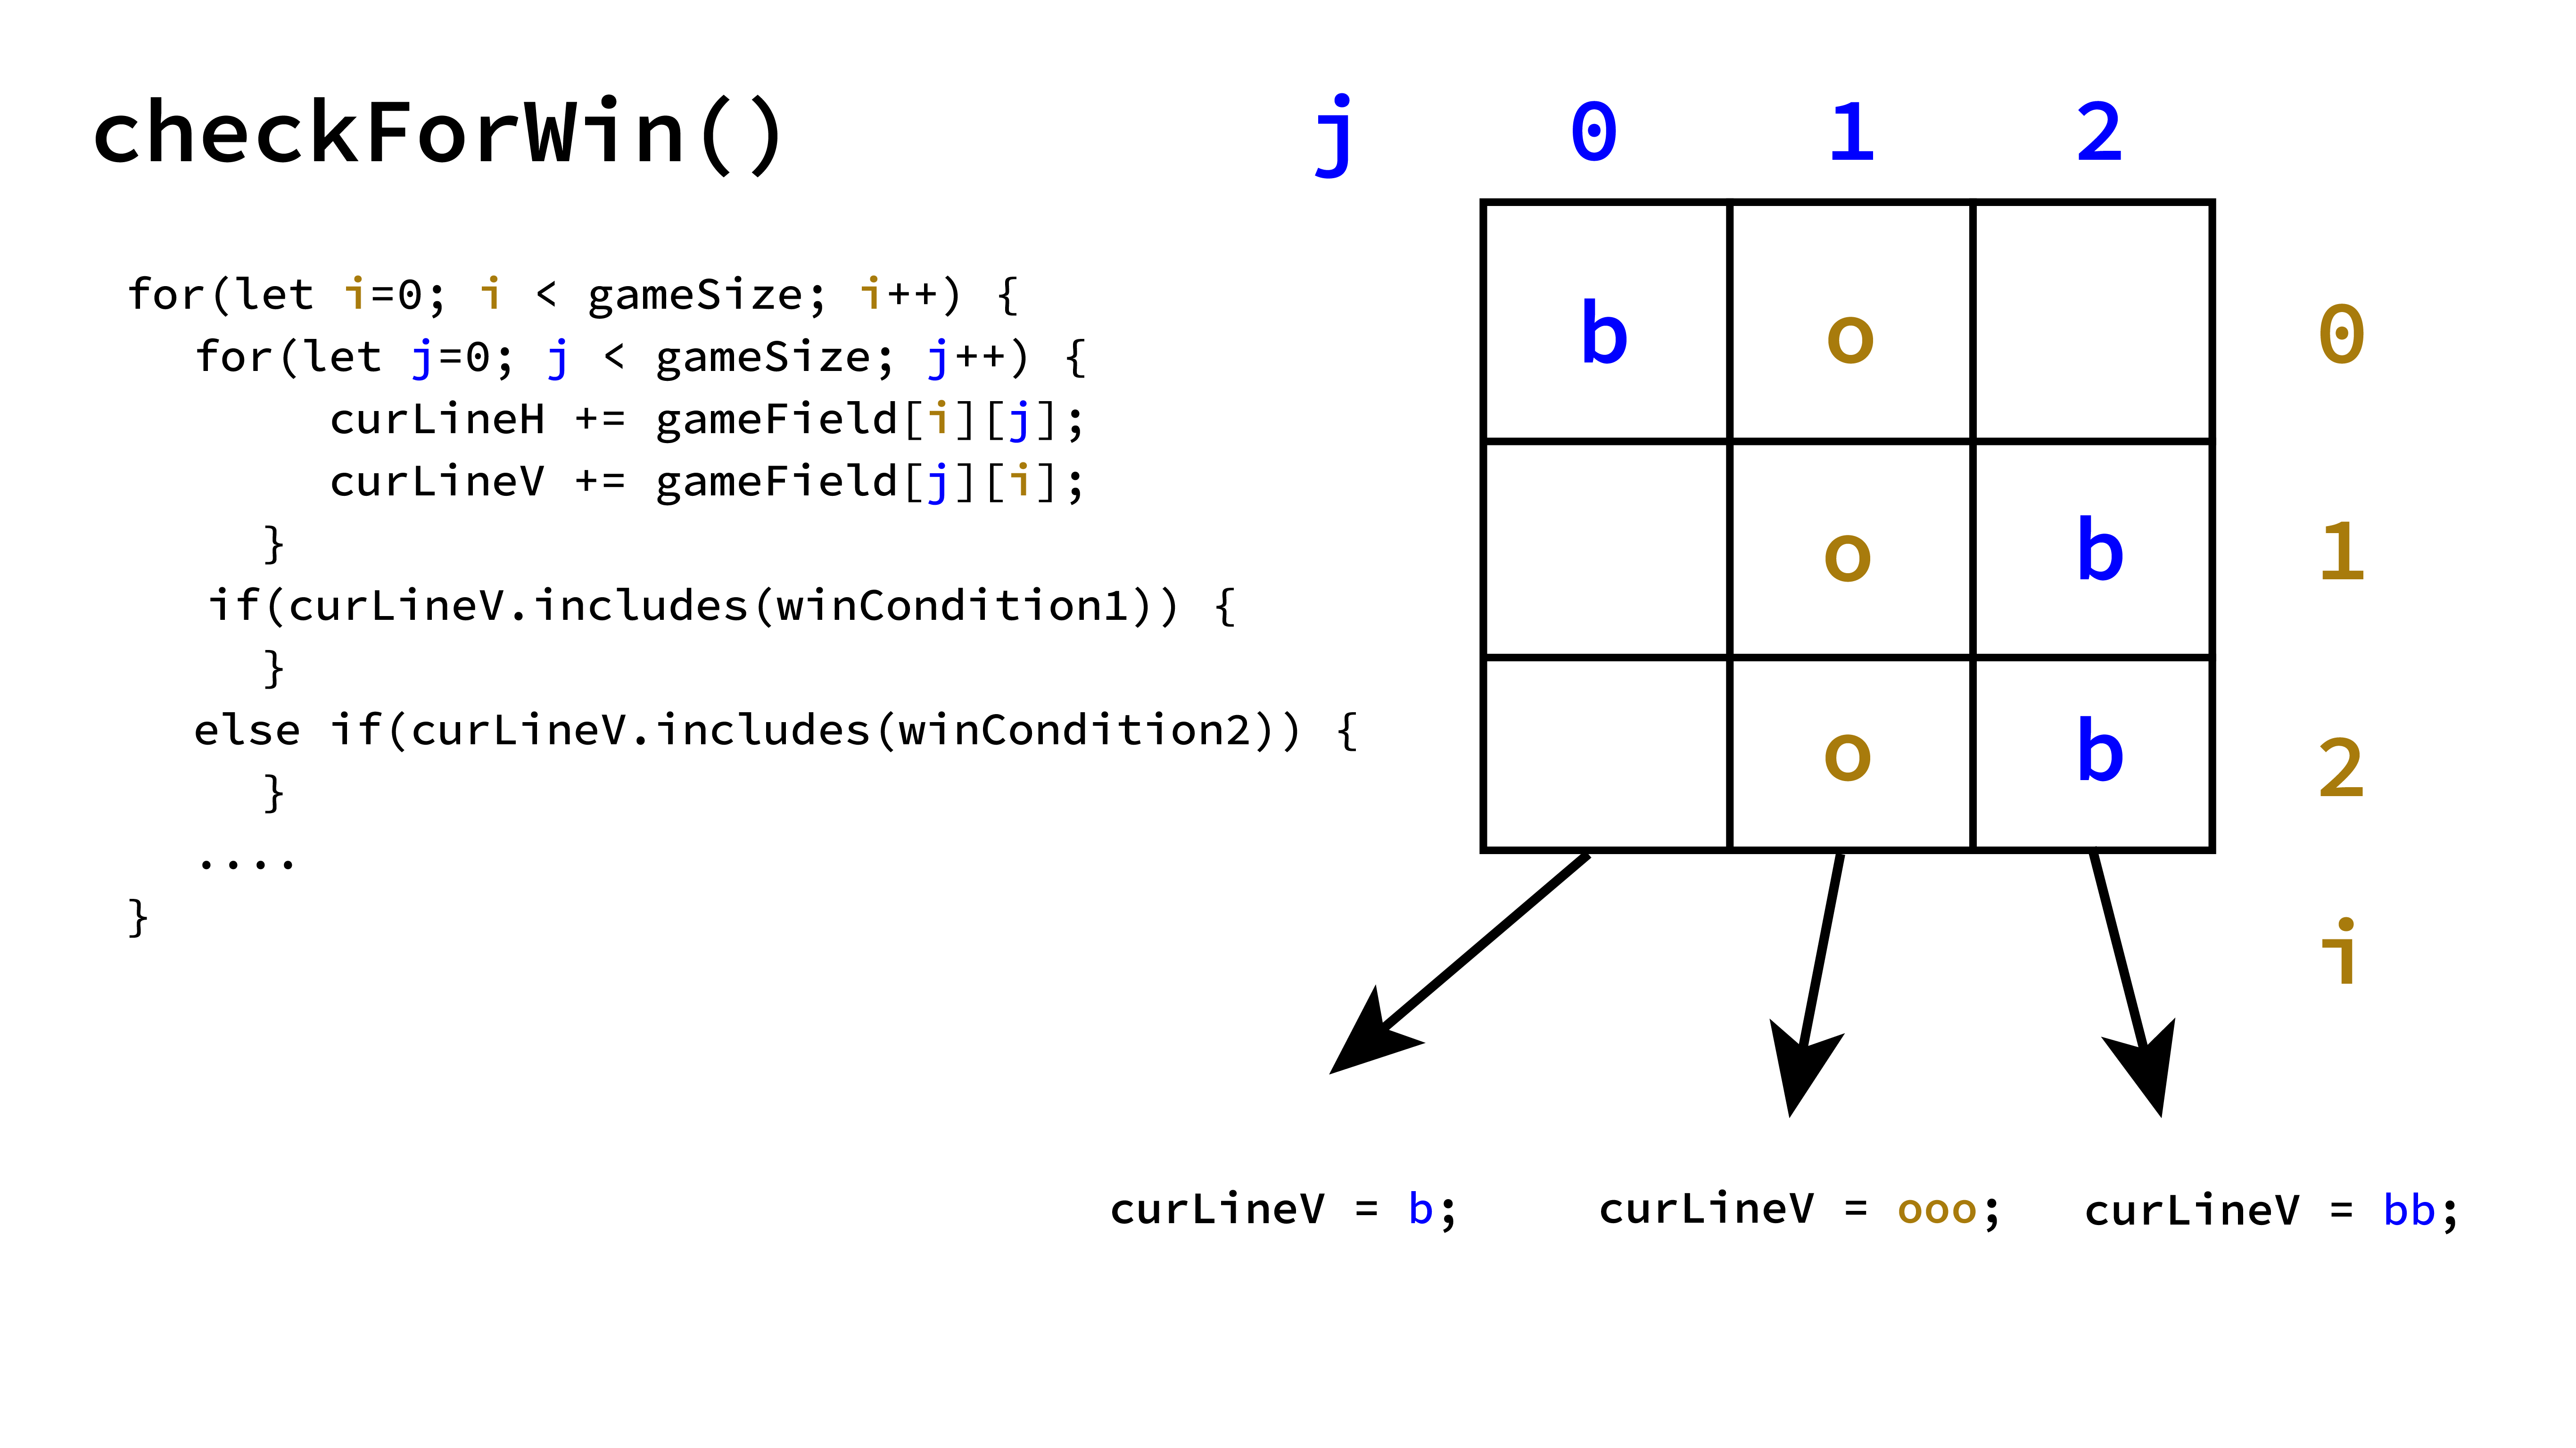 checkForWin()
for(let i=0; i < gameSize; i++) {
for(let j=0; j < gameSize; j++) {
curLineH += gameField[i][j];
curLineV += gameField[j][i];
}
if(curLineV.includes(winCondition1)) {
}
else if(curLineV.includes(winCondition2)) {
}
....
}
j 0 1 2
b o 0
o b 1
o b 2
i
curLineV = b; curLineV = ooo; curLineV = bb;